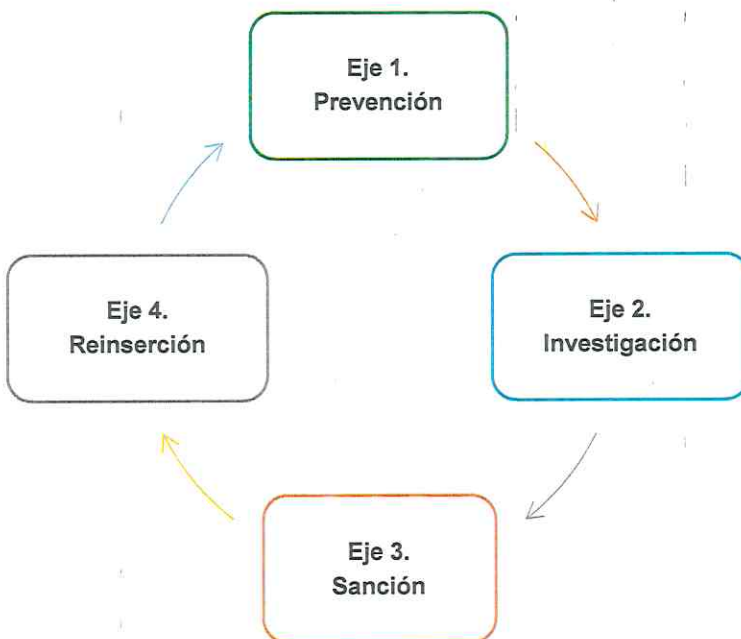 Eje 1.
Prevención
Eje 2.
Investigación
Eje 3.
Sanción
Eje 4.
Reinserción